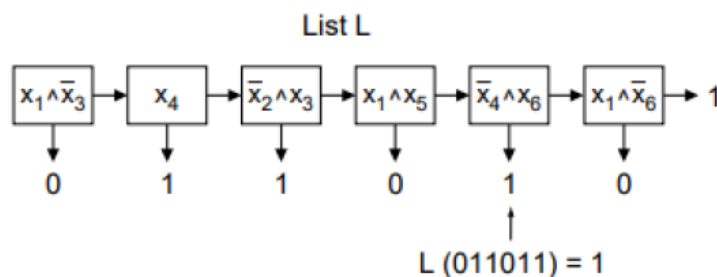 List L
x₁∧x̄₃ x₄ x̄₂∧x₃ x₁∧x₅ x̄₄∧x₆ x₁∧x̄₆ 1
0 1 1 0 1 0
L (011011) = 1